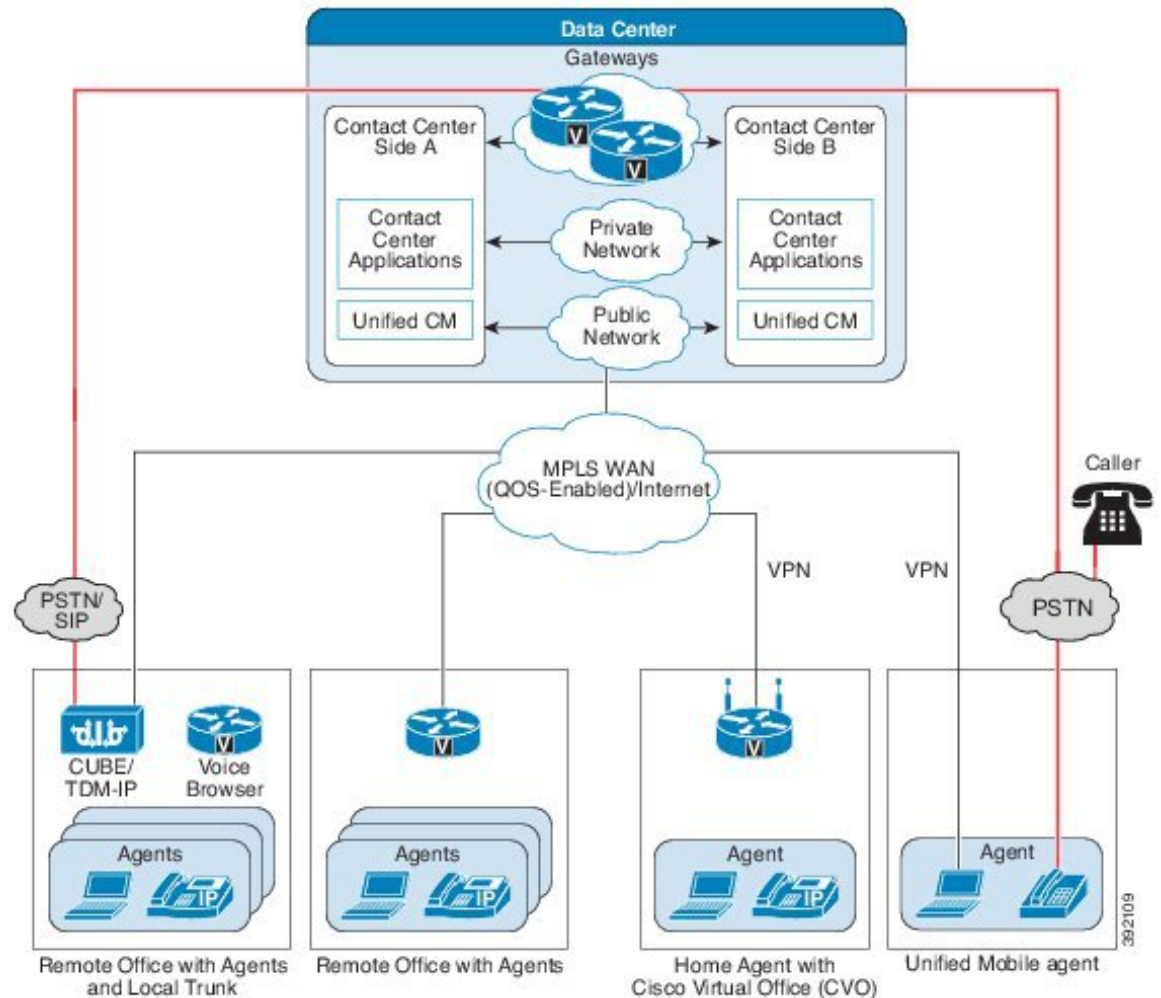 Data Center
Gateways
Contact Center
Side A
V
V
Contact Center
Side B
Contact
Center
Applications
Private
Network
Contact
Center
Applications
Unified CM
Public
Network
Unified CM
MPLS WAN
(QOS-Enabled)/Internet
Caller
VPN
VPN
PSTN/
SIP
PSTN
V
V
V
CUBE/
TDM-IP
Voice
Browser
Agents
IP
Agents
IP
Agent
IP
Agent
392109
Remote Office with Agents
and Local Trunk
Remote Office with Agents
Home Agent with
Cisco Virtual Office (CVO)
Unified Mobile agent